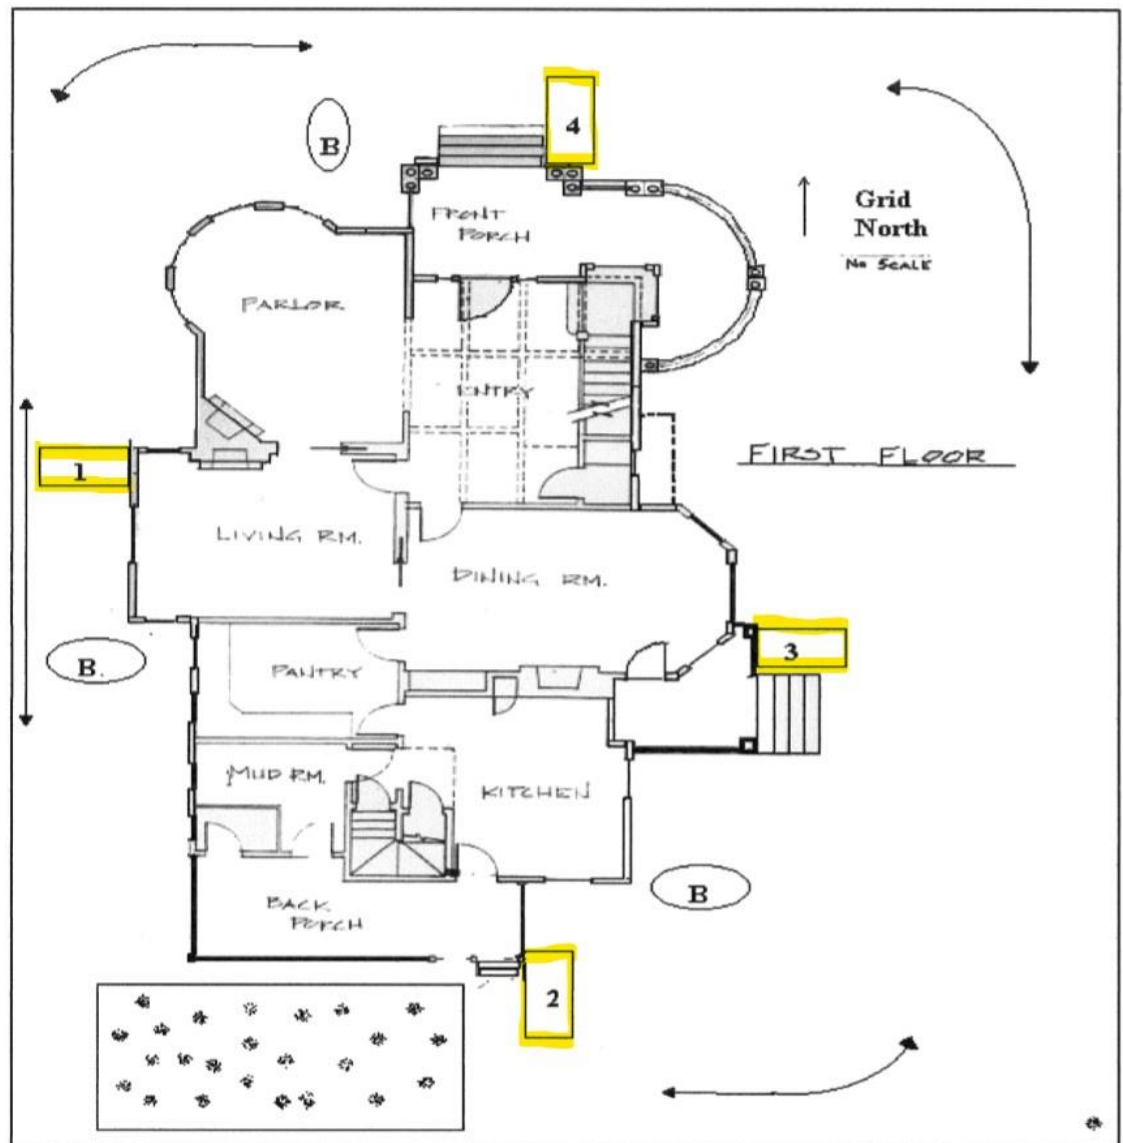 4
B
Grid
North
No SCALE
FRONT
PORCH
PARLOR
ENTRY
FIRST FLOOR
1
LIVING RM.
DINING RM.
3
B.
PANTRY
MUD RM.
KITCHEN
B
BACK
PORCH
2